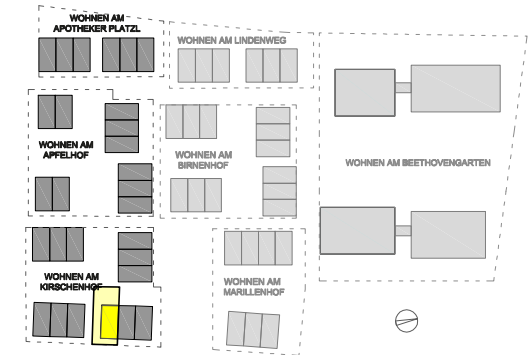 WOHNEN AM
APOTHEKER PLATZL
WOHNEN AM LINDENWEG
WOHNEN AM
APFELHOF
WOHNEN AM
BIRNENHOF
WOHNEN AM BEETHOVENGARTEN
WOHNEN AM
KIRSCHENHOF
WOHNEN AM
MARILLENHOF